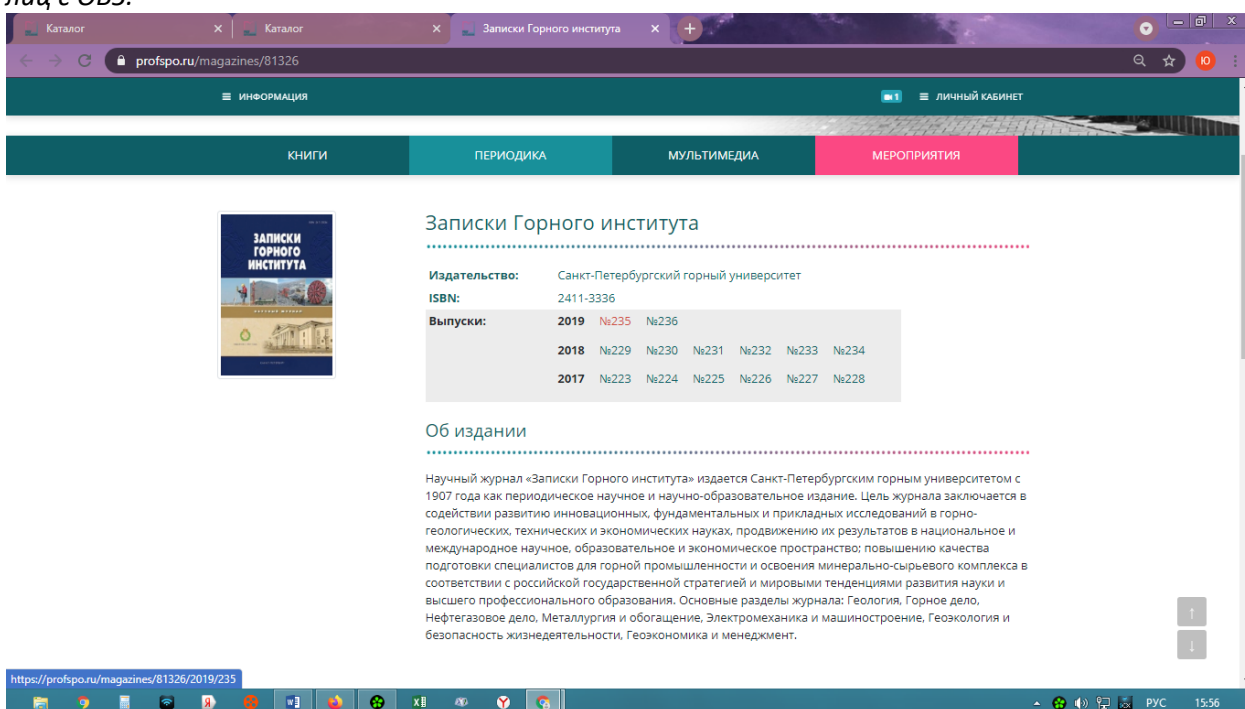 лиц с ОВЗ.
Каталог
Каталог
Записки Горного института
profspo.ru/magazines/81326
Ю
ИНФОРМАЦИЯ
1
ЛИЧНЫЙ КАБИНЕТ
КНИГИ
ПЕРИОДИКА
МУЛЬТИМЕДИА
МЕРОПРИЯТИЯ
ЗАПИСКИ
ГОРНОГО
ИНСТИТУТА
Записки Горного института
Издательство: Санкт-Петербургский горный университет
ISBN: 2411-3336
Выпуски: 2019 №235 №236
2018 №229 №230 №231 №232 №233 №234
2017 №223 №224 №225 №226 №227 №228
Об издании
Научный журнал «Записки Горного института» издается Санкт-Петербургским горным университетом с
1907 года как периодическое научное и научно-образовательное издание. Цель журнала заключается в
содействии развитию инновационных, фундаментальных и прикладных исследований в горно-
геологических, технических и экономических науках, продвижению их результатов в национальное и
международное научное, образовательное и экономическое пространство; повышению качества
подготовки специалистов для горной промышленности и освоения минерально-сырьевого комплекса в
соответствии с российской государственной стратегией и мировыми тенденциями развития науки и
высшего профессионального образования. Основные разделы журнала: Геология, Горное дело,
Нефтегазовое дело, Металлургия и обогащение, Электромеханика и машиностроение, Геоэкология и
безопасность жизнедеятельности, Геоэкономика и менеджмент.
https://profspo.ru/magazines/81326/2019/235
РУС
15:56